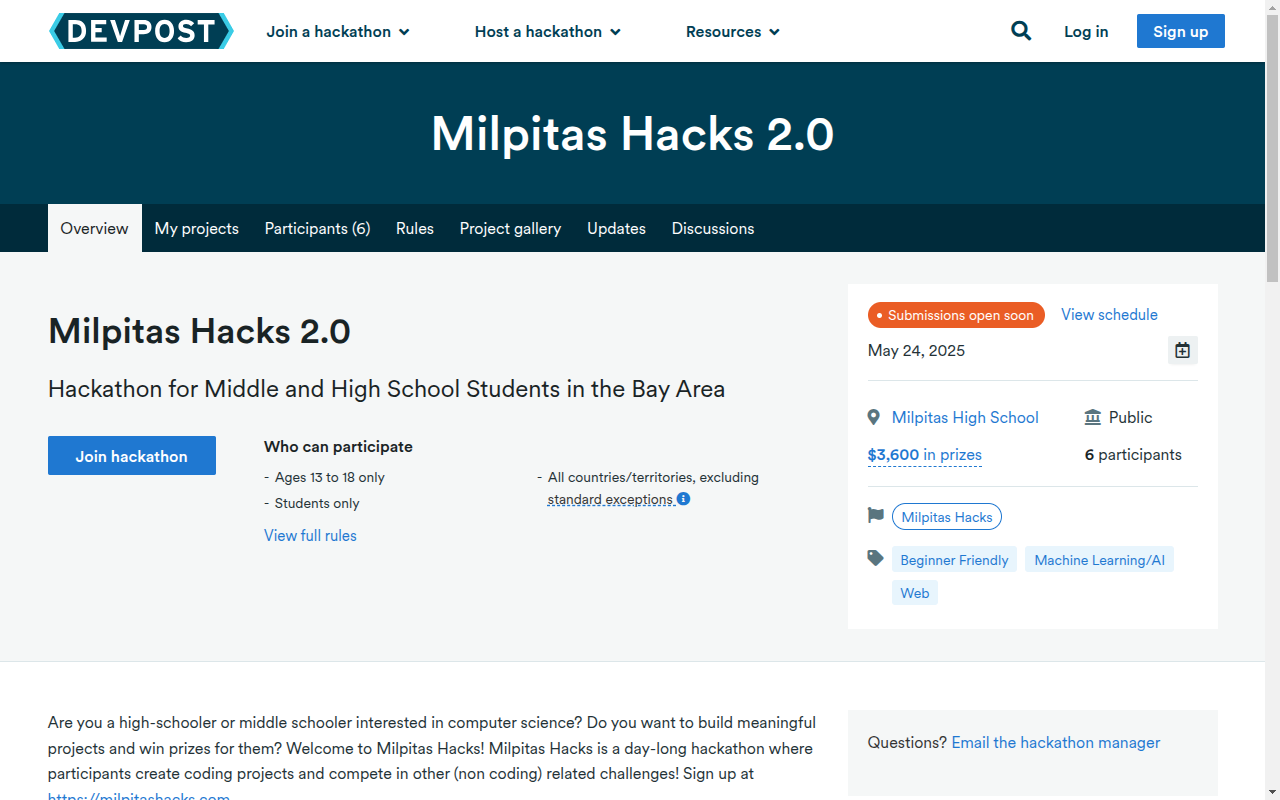 DEVPOST
Join a hackathon
Host a hackathon
Resources
Log in
Sign up
Milpitas Hacks 2.0
Overview
My projects
Participants (6)
Rules
Project gallery
Updates
Discussions
Milpitas Hacks 2.0
Hackathon for Middle and High School Students in the Bay Area
Join hackathon
Who can participate
- Ages 13 to 18 only
- Students only
- All countries/territories, excluding
standard exceptions
View full rules
Submissions open soon
View schedule
May 24, 2025
Milpitas High School
Public
$3,600 in prizes
6 participants
Milpitas Hacks
Beginner Friendly
Machine Learning/AI
Web
Are you a high-schooler or middle schooler interested in computer science? Do you want to build meaningful
projects and win prizes for them? Welcome to Milpitas Hacks! Milpitas Hacks is a day-long hackathon where
participants create coding projects and compete in other (non coding) related challenges! Sign up at
https://milpitashacks.com
Questions? Email the hackathon manager